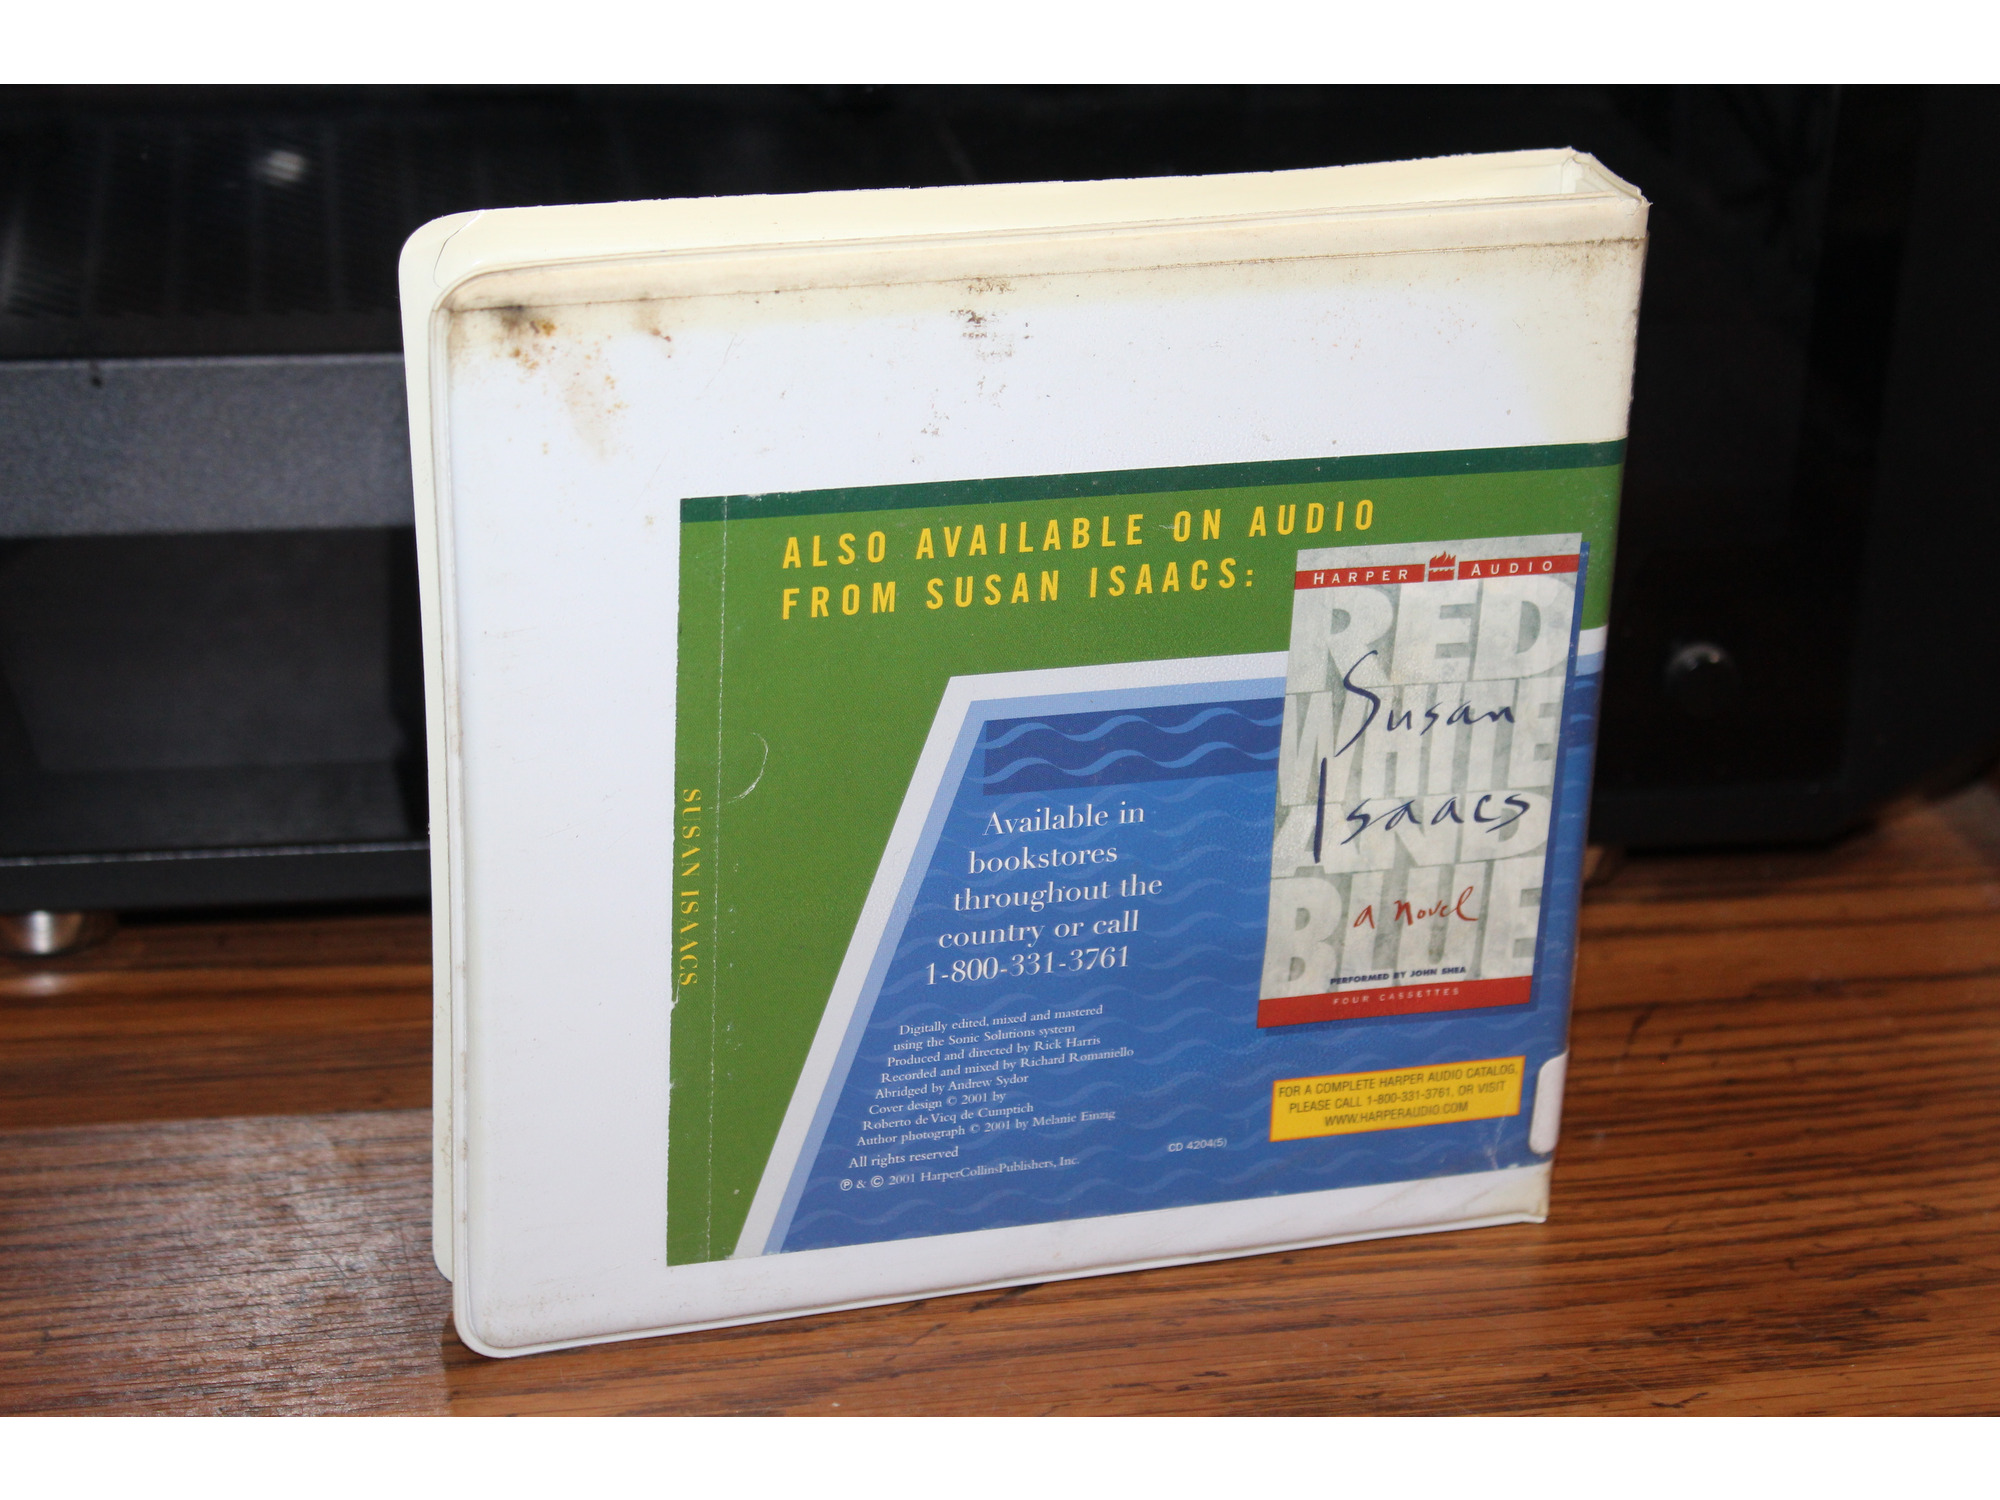 ALSO AVAILABLE ON AUDIO
FROM SUSAN ISAACS:
HARPER AUDIO
RED
WHITE
AND
BLUE
Susan
Isaacs
a novel
PERFORMED BY JOHN SHEA
FOUR CASSETTES
SUSAN ISAACS
Available in
bookstores
throughout the
country or call
1-800-331-3761
Digitally edited, mixed and mastered
using the Sonic Solutions system
Produced and directed by Rick Harris
Recorded and mixed by Richard Romaniello
Abridged by Andrew Sydor
Cover design © 2001 by
Roberto de Vicq de Cumptich
Author photograph © 2001 by Melanie Einzig
All rights reserved
℗ & © 2001 HarperCollinsPublishers, Inc.
CD 4204(5)
FOR A COMPLETE HARPER AUDIO CATALOG,
PLEASE CALL 1-800-331-3761, OR VISIT
WWW.HARPERAUDIO.COM